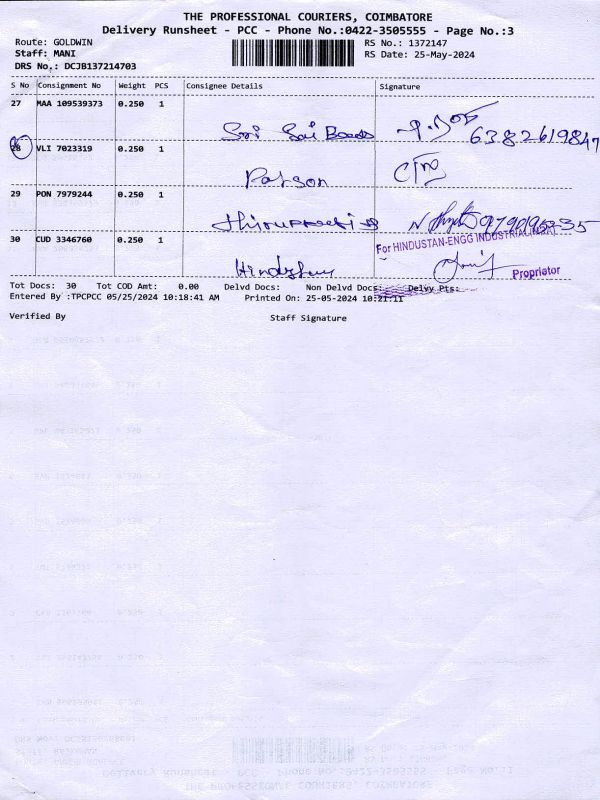 THE PROFESSIONAL COURIERS, COIMBATORE
Delivery Runsheet - PCC - Phone No.:0422-3505555 - Page No.:3
Route: GOLDWIN
RS No.: 1372147
Staff: MANI
RS Date: 25-May-2024
DRS No.: DCJB137214703
S No Consignment No Weight PCS Consignee Details Signature
27 MAA 109539373 0.250 1
Sri Sai Beads 6382619847
28 VLI 7023319 0.250 1
Parson
29 PON 7979244 0.250 1
30 CUD 3346760 0.250 1
For HINDUSTAN-ENGG INDUSTRIAL
Proprietor
Tot Docs: 30 Tot COD Amt: 0.00 Delvd Docs: Non Delvd Docs: Delvy Pts:
Entered By :TPCPCC 05/25/2024 10:18:41 AM Printed On: 25-05-2024 10:21:11
Verified By Staff Signature